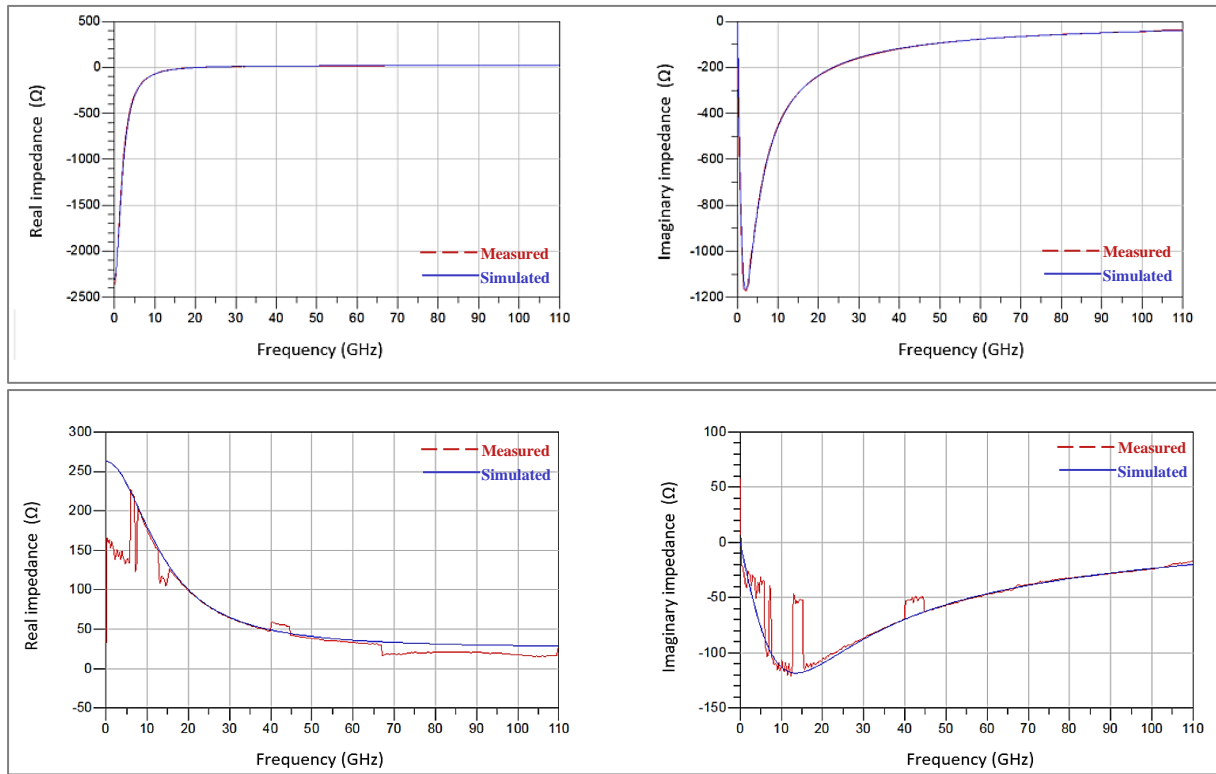 Real impedance (Ω)
500
0
-500
-1000
-1500
-2000
-2500
0 10 20 30 40 50 60 70 80 90 100 110
Frequency (GHz)
Measured
Simulated
Imaginary impedance (Ω)
0
-200
-400
-600
-800
-1000
-1200
0 10 20 30 40 50 60 70 80 90 100 110
Frequency (GHz)
Measured
Simulated
Real impedance (Ω)
300
250
200
150
100
50
0
-50
0 10 20 30 40 50 60 70 80 90 100 110
Frequency (GHz)
Measured
Simulated
Imaginary impedance (Ω)
100
50
0
-50
-100
-150
0 10 20 30 40 50 60 70 80 90 100 110
Frequency (GHz)
Measured
Simulated